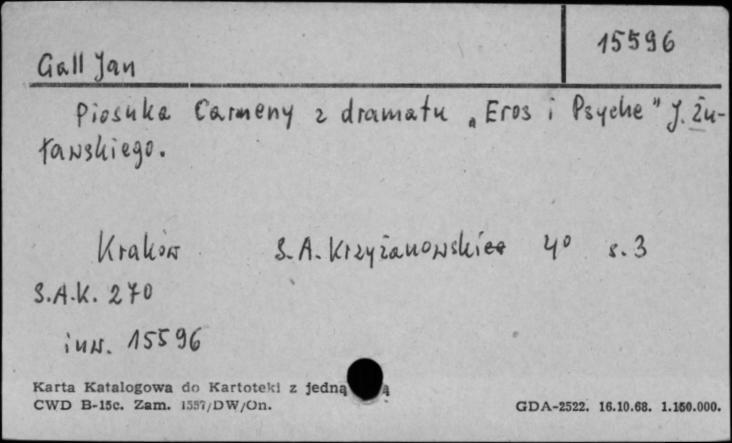 15596
Gall Jan
Piosnka Carmeny z dramatu „Eros i Psyche" J. Żu-
ławskiego.
Kraków S. A. Krzyżanowskiego 4° s. 3
S.A.K. 270
inw. 15596
Karta Katalogowa do Kartoteki z jedną
CWD B-15c. Zam. 1557/DW/On.
GDA-2522. 16.10.68. 1.150.000.